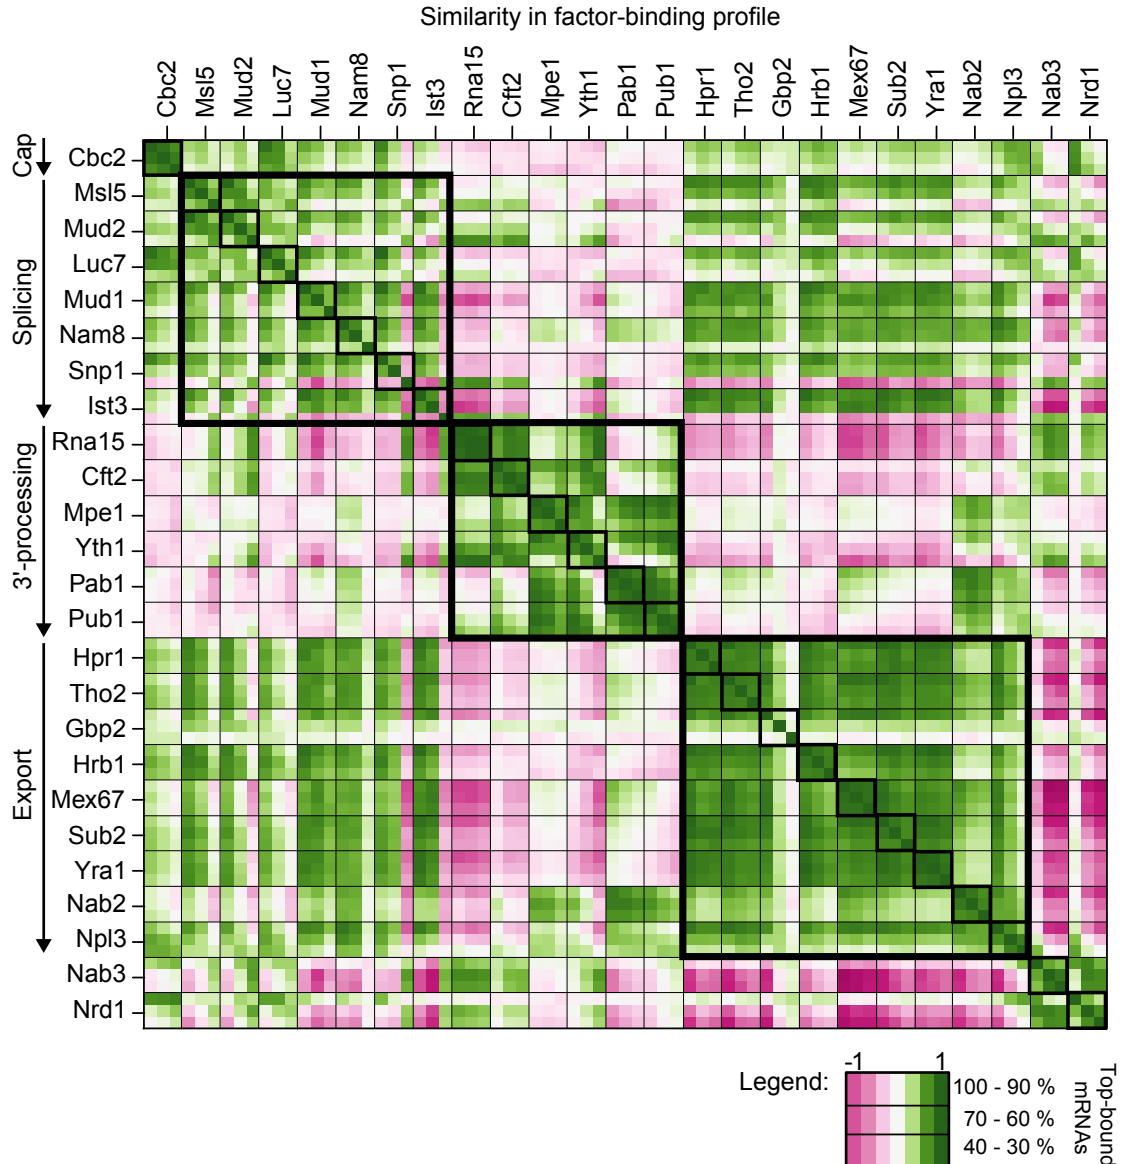 Similarity in factor-binding profile
Cbc2
Msl5
Mud2
Luc7
Mud1
Nam8
Snp1
Ist3
Rna15
Cft2
Mpe1
Yth1
Pab1
Pub1
Hpr1
Tho2
Gbp2
Hrb1
Mex67
Sub2
Yra1
Nab2
Npl3
Nab3
Nrd1
Cap
Splicing
3'-processing
Export
Cbc2
Msl5
Mud2
Luc7
Mud1
Nam8
Snp1
Ist3
Rna15
Cft2
Mpe1
Yth1
Pab1
Pub1
Hpr1
Tho2
Gbp2
Hrb1
Mex67
Sub2
Yra1
Nab2
Npl3
Nab3
Nrd1
Legend:
-1 1
100 - 90 %
70 - 60 %
40 - 30 %
Top-bound
mRNAs